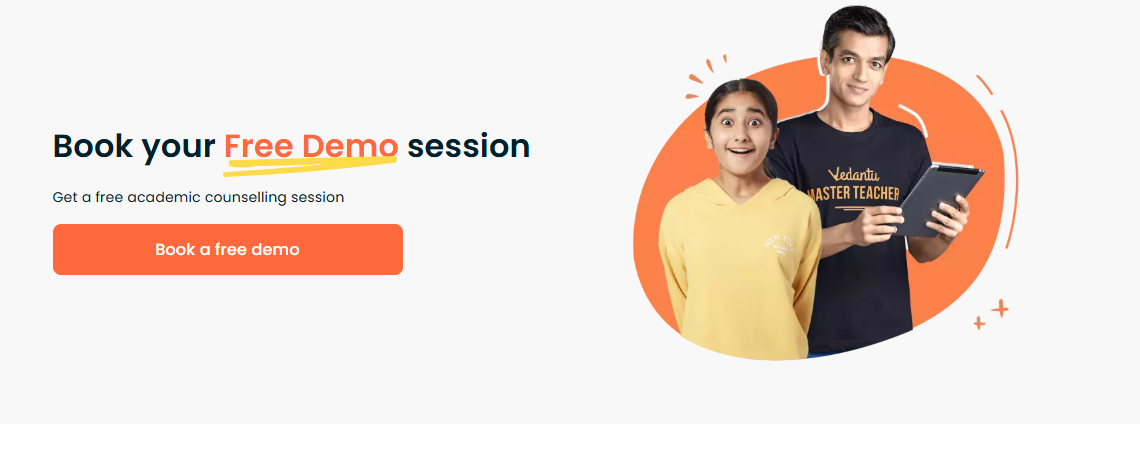 Book your Free Demo session
Get a free academic counselling session
Book a free demo
Vedantu
MASTER TEACHER